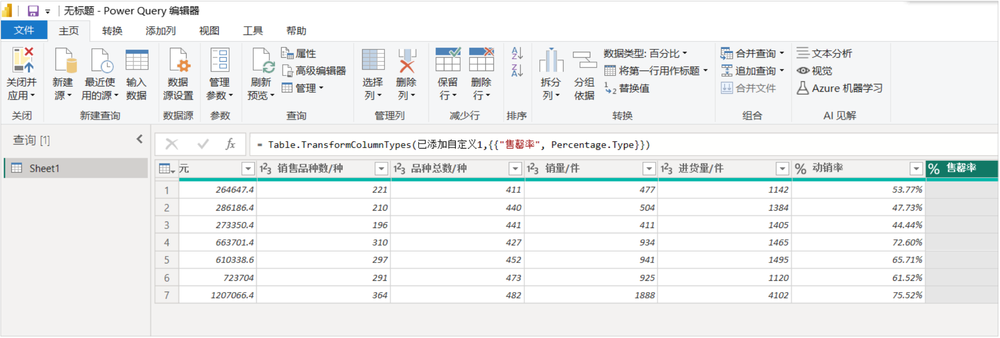 无标题 - Power Query 编辑器
文件 主页 转换 添加列 视图 工具 帮助
关闭并应用 新建源 最近使用的源 输入数据 数据源设置 管理参数 刷新预览 属性 高级编辑器 管理 选择列 删除列 保留行 删除行 拆分列 分组依据 数据类型: 百分比 将第一行用作标题 替换值 合并查询 追加查询 合并文件 文本分析 视觉 Azure 机器学习
关闭 新建查询 数据源 参数 查询 管理列 减少行 排序 转换 组合 AI 见解
查询 [1]
fx = Table.TransformColumnTypes(已添加自定义1,{{"售罄率", Percentage.Type}})
Sheet1
元 123 销售品种数/种 123 品种总数/种 123 销量/件 123 进货量/件 % 动销率 % 售罄率
1 264647.4 221 411 477 1142 53.77%
2 286186.4 210 440 504 1384 47.73%
3 273350.4 196 441 411 1405 44.44%
4 663701.4 310 427 934 1465 72.60%
5 610338.6 297 452 941 1495 65.71%
6 723704 291 473 925 1120 61.52%
7 1207066.4 364 482 1888 4102 75.52%